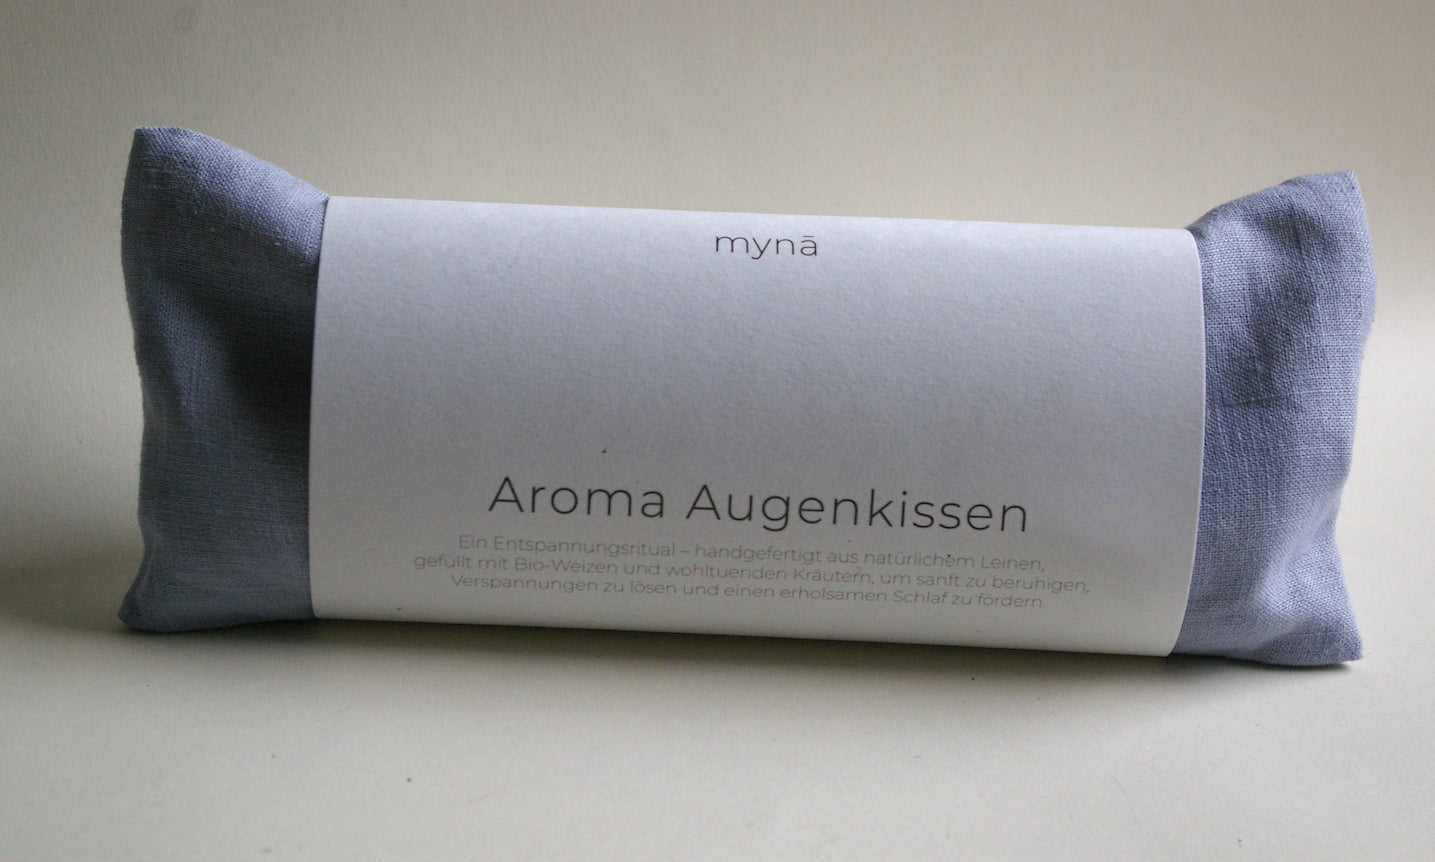 mynā
Aroma Augenkissen
Ein Entspannungsritual – handgefertigt aus natürlichem Leinen,
gefüllt mit Bio-Weizen und wohltuenden Kräutern, um sanft zu beruhigen,
Verspannungen zu lösen und einen erholsamen Schlaf zu fördern